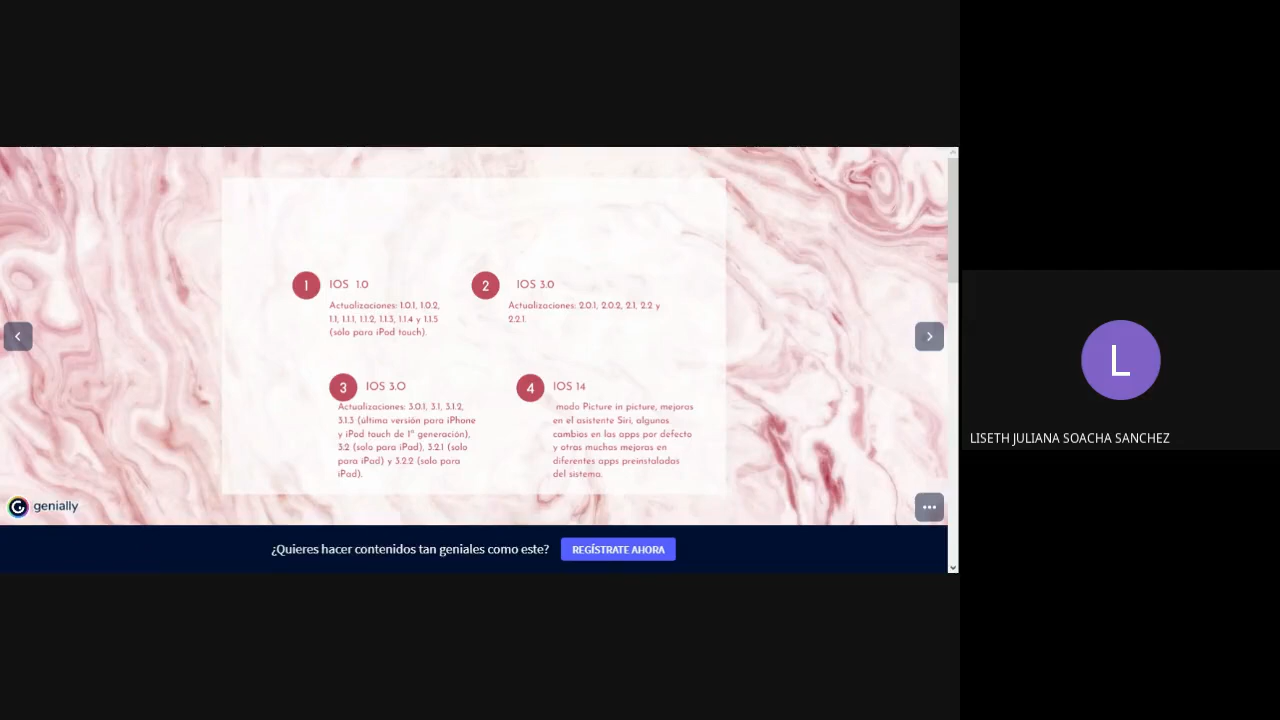 1
IOS 1.0
Actualizaciones: 1.0.1, 1.0.2,
1.1, 1.1.1, 1.1.2, 1.1.3, 1.1.4 y 1.1.5
(solo para iPod touch).
2
IOS 3.0
Actualizaciones: 2.0.1, 2.0.2, 2.1, 2.2 y
2.2.1.
3
IOS 3.0
Actualizaciones: 3.0.1, 3.1, 3.1.2,
3.1.3 (última versión para iPhone
y iPod touch de 1ª generación),
3.2 (solo para iPad), 3.2.1 (solo
para iPad) y 3.2.2 (solo para
iPad).
4
IOS 14
modo Picture in picture, mejoras
en el asistente Siri, algunos
cambios en las apps por defecto
y otras muchas mejoras en
diferentes apps preinstaladas
del sistema.
genially
¿Quieres hacer contenidos tan geniales como este?
REGÍSTRATE AHORA
L
LISETH JULIANA SOACHA SANCHEZ